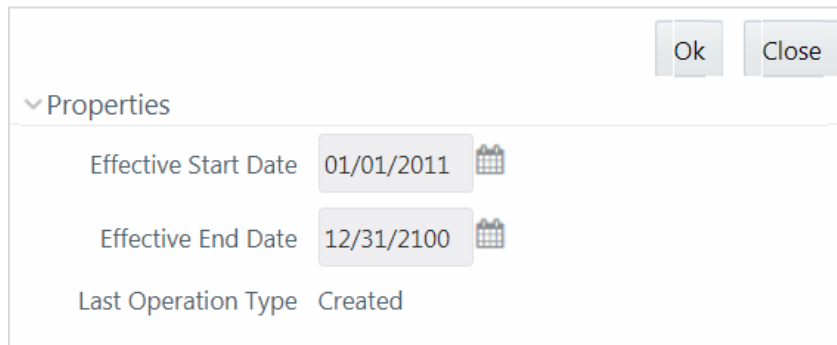 Ok Close
Properties
Effective Start Date 01/01/2011
Effective End Date 12/31/2100
Last Operation Type Created